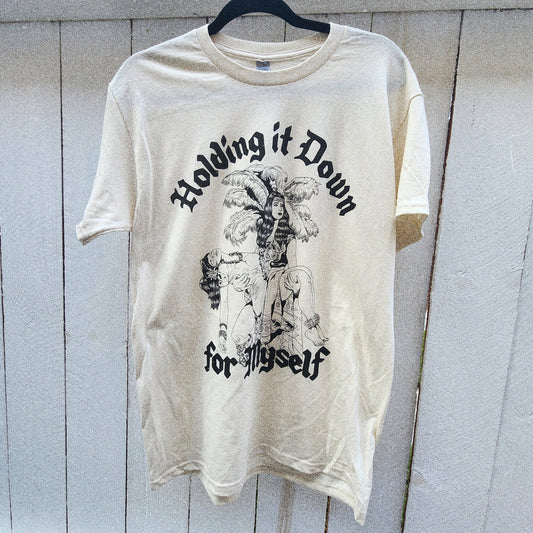 Holding it Down
for Myself